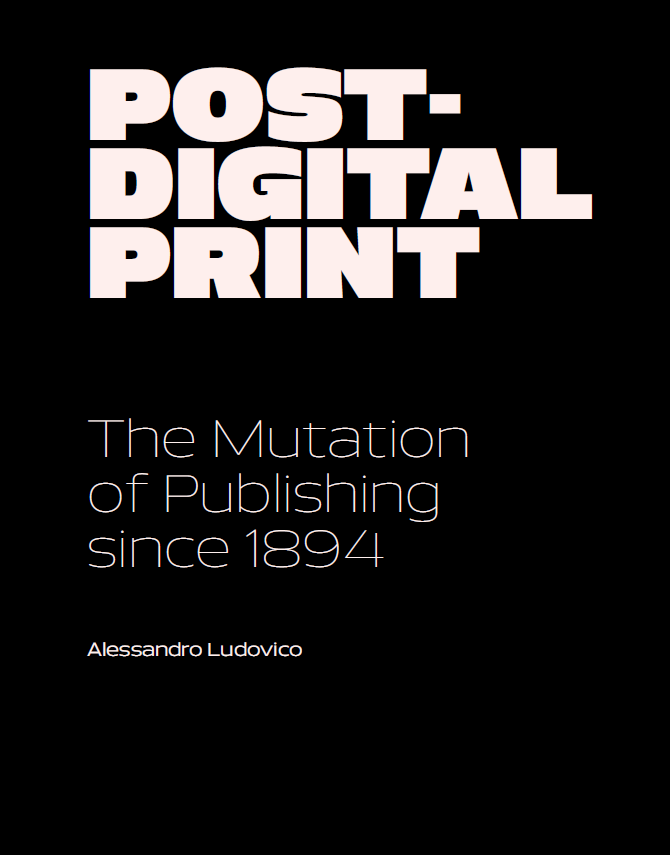 POST-
DIGITAL
PRINT
The Mutation
of Publishing
since 1894
Alessandro Ludovico